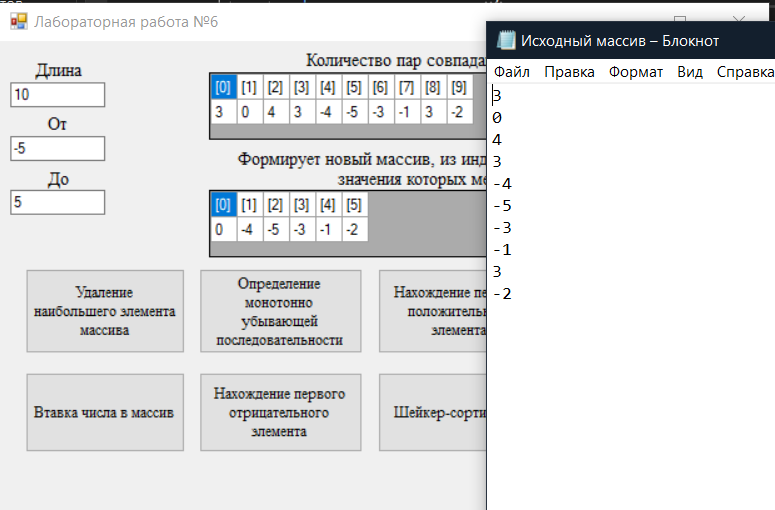 Лабораторная работа №6
Исходный массив – Блокнот
Файл Правка Формат Вид Справка
Длина
10
От
-5
До
5
Количество пар совпада
[0] [1] [2] [3] [4] [5] [6] [7] [8] [9]
3 0 4 3 -4 -5 -3 -1 3 -2
Формирует новый массив, из инд
значения которых ме
[0] [1] [2] [3] [4] [5]
0 -4 -5 -3 -1 -2
Удаление
наибольшего элемента
массива
Определение
монотонно
убывающей
последовательности
Нахождение пе
положительн
элемента
Втавка числа в массив
Нахождение первого
отрицательного
элемента
Шейкер-сорти
3
0
4
3
-4
-5
-3
-1
3
-2